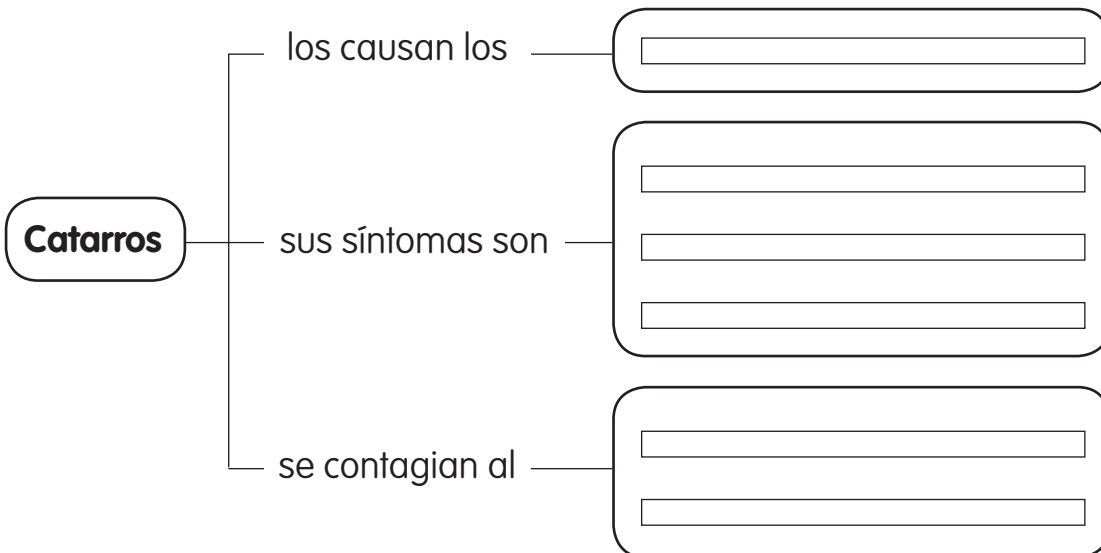 los causan los
Catarros
sus síntomas son
se contagian al